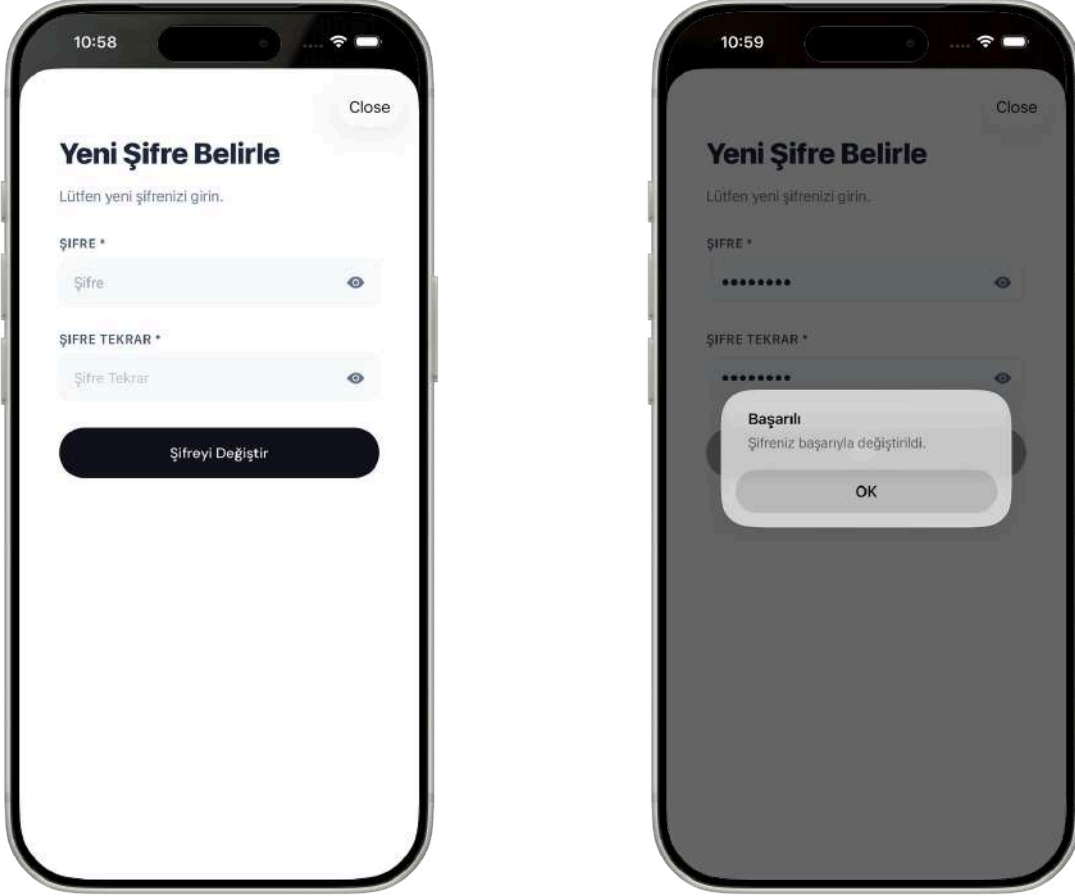 10:58
Close
Yeni Şifre Belirle
Lütfen yeni şifrenizi girin.
ŞIFRE *
Şifre
ŞIFRE TEKRAR *
Şifre Tekrar
Şifreyi Değiştir
10:59
Close
Yeni Şifre Belirle
Lütfen yeni şifrenizi girin.
ŞIFRE *
••••••••
ŞIFRE TEKRAR *
••••••••
Başarılı
Şifreniz başarıyla değiştirildi.
OK